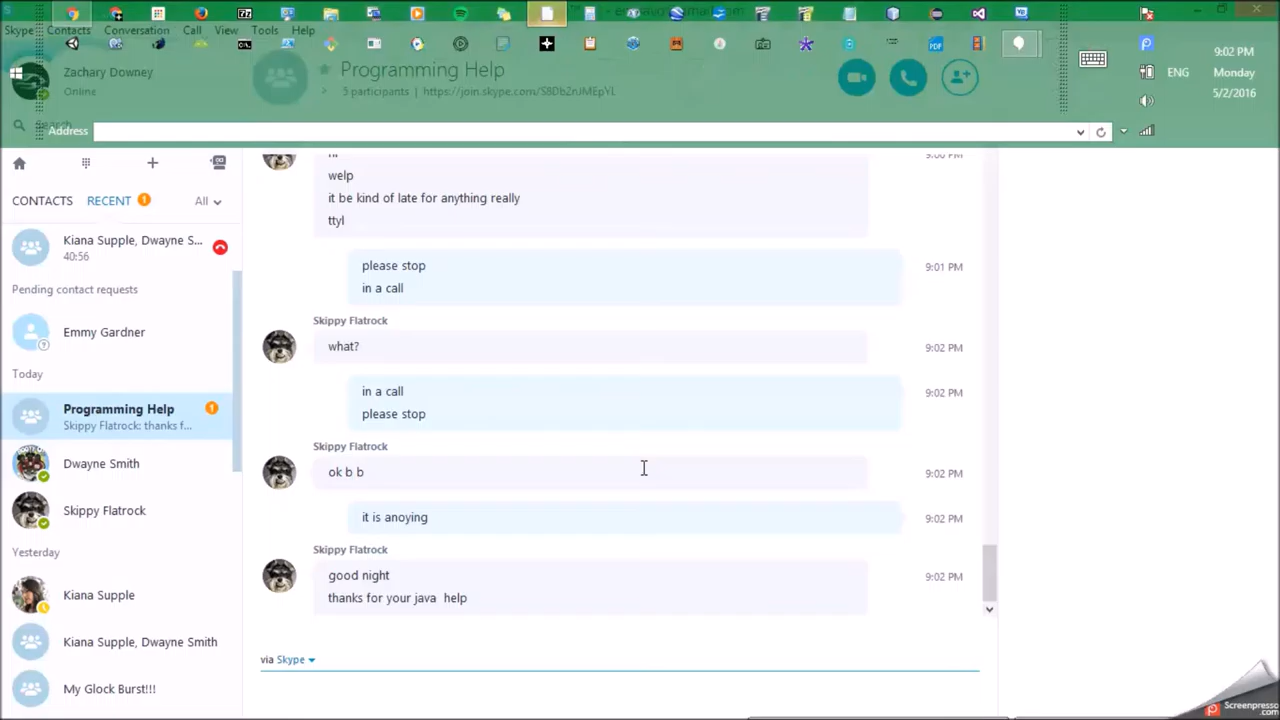 Skype Contacts Conversation Call View Tools Help
Zachary Downey
Online
Programming Help
5 participants | https://join.skype.com/S8Db2nJMEpYL
9:02 PM
ENG Monday
5/2/2016
Address
CONTACTS RECENT 1 All
Kiana Supple, Dwayne S...
40:56
Pending contact requests
Emmy Gardner
Today
Programming Help 1
Skippy Flatrock: thanks f...
Dwayne Smith
Skippy Flatrock
Yesterday
Kiana Supple
Kiana Supple, Dwayne Smith
My Glock Burst!!!
welp
it be kind of late for anything really
ttyl
please stop 9:01 PM
in a call
Skippy Flatrock
what? 9:02 PM
in a call 9:02 PM
please stop
Skippy Flatrock
ok b b 9:02 PM
it is anoying 9:02 PM
Skippy Flatrock
good night 9:02 PM
thanks for your java help
via Skype
Screenpresso
.com